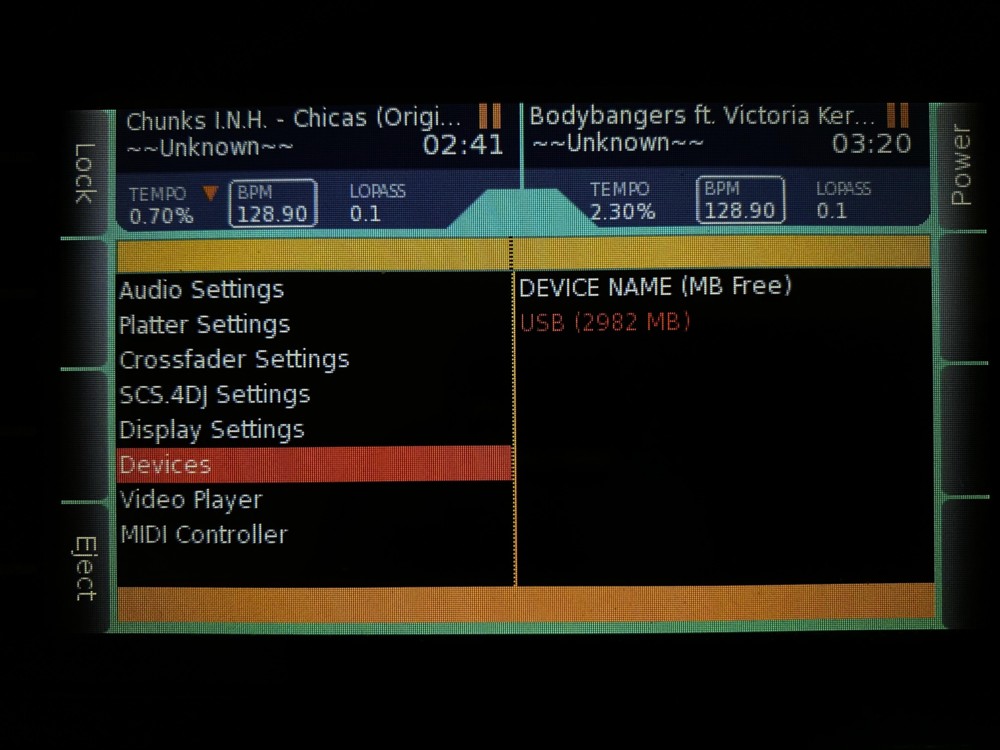 Lock
Chunks I.N.H. - Chicas (Origi...
~~Unknown~~ 02:41
TEMPO BPM LOPASS
0.70% 128.90 0.1
Bodybangers ft. Victoria Ker...
~~Unknown~~ 03:20
TEMPO BPM LOPASS
2.30% 128.90 0.1
Power
Audio Settings
Platter Settings
Crossfader Settings
SCS.4DJ Settings
Display Settings
Devices
Video Player
MIDI Controller
DEVICE NAME (MB Free)
USB (2982 MB)
Eject